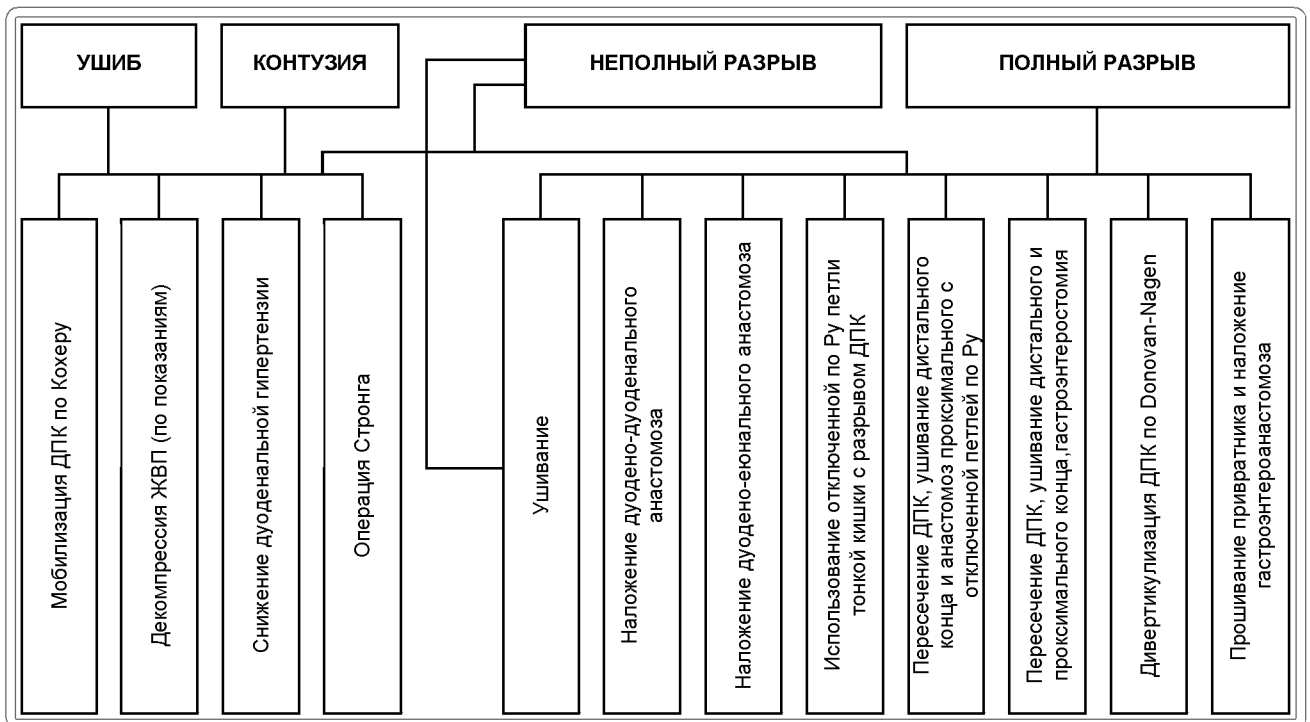 УШИБ
КОНТУЗИЯ
НЕПОЛНЫЙ РАЗРЫВ
ПОЛНЫЙ РАЗРЫВ
Мобилизация ДПК по Кохеру
Декомпрессия ЖВП (по показаниям)
Снижение дуоденальной гипертензии
Операция Стронга
Ушивание
Наложение дуодено-дуоденального
анастомоза
Наложение дуодено-еюнального анастомоза
Использование отключенной по Ру петли
тонкой кишки с разрывом ДПК
Пересечение ДПК, ушивание дистального
конца и анастомоз проксимального с
отключенной петлей по Ру
Пересечение ДПК, ушивание дистального и
проксимального конца,гастроэнтеростомия
Дивертикулизация ДПК по Donovan-Nagen
Прошивание привратника и наложение
гастроэнтероанастомоза